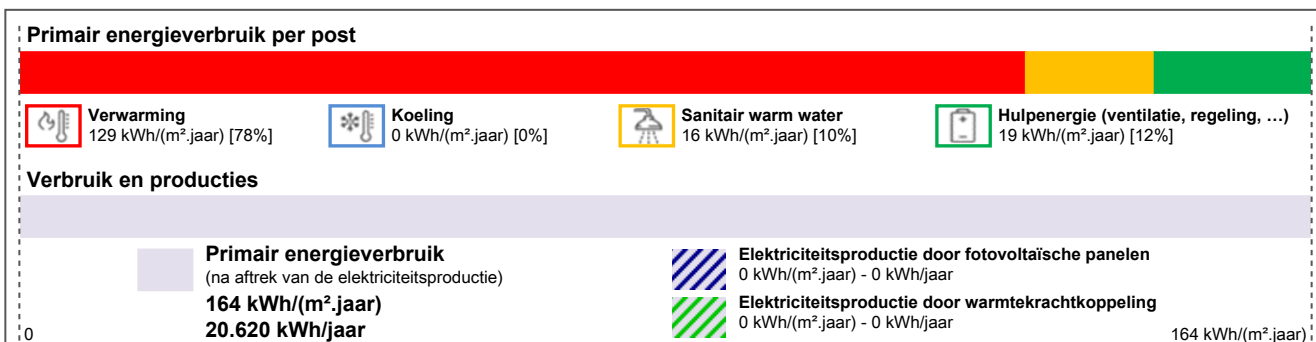 Primair energieverbruik per post
Verwarming
129 kWh/(m².jaar) [78%]
Koeling
0 kWh/(m².jaar) [0%]
Sanitair warm water
16 kWh/(m².jaar) [10%]
Hulpenergie (ventilatie, regeling, …)
19 kWh/(m².jaar) [12%]
Verbruik en producties
Primair energieverbruik
(na aftrek van de elektriciteitsproductie)
164 kWh/(m².jaar)
20.620 kWh/jaar
Elektriciteitsproductie door fotovoltaïsche panelen
0 kWh/(m².jaar) - 0 kWh/jaar
Elektriciteitsproductie door warmtekrachtkoppeling
0 kWh/(m².jaar) - 0 kWh/jaar
0
164 kWh/(m².jaar)